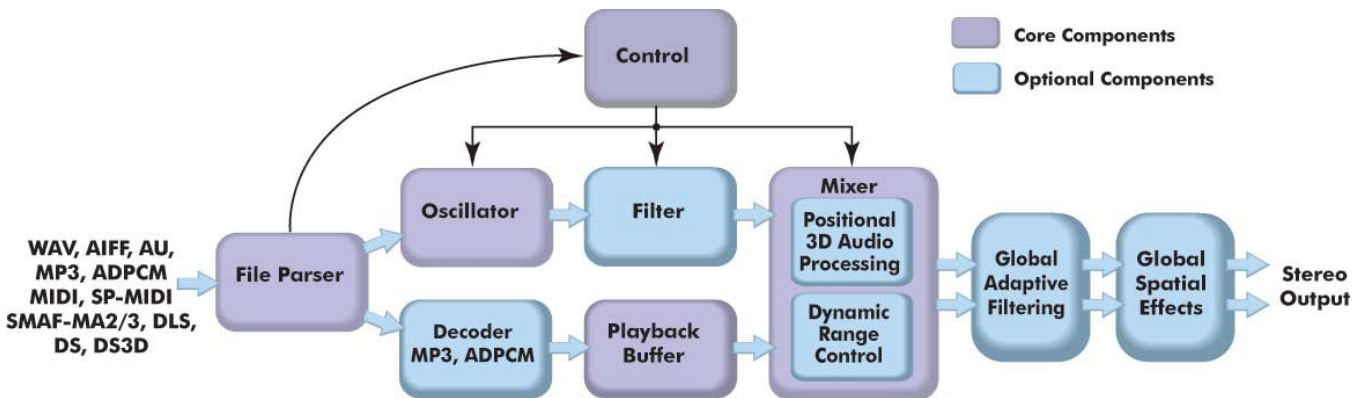 Control
Core Components
Optional Components
Oscillator
Filter
Mixer
Positional
3D Audio
Processing
WAV, AIFF, AU,
MP3, ADPCM
MIDI, SP-MIDI
SMAF-MA2/3, DLS,
DS, DS3D
File Parser
Decoder
MP3, ADPCM
Playback
Buffer
Dynamic
Range
Control
Global
Adaptive
Filtering
Global
Spatial
Effects
Stereo
Output